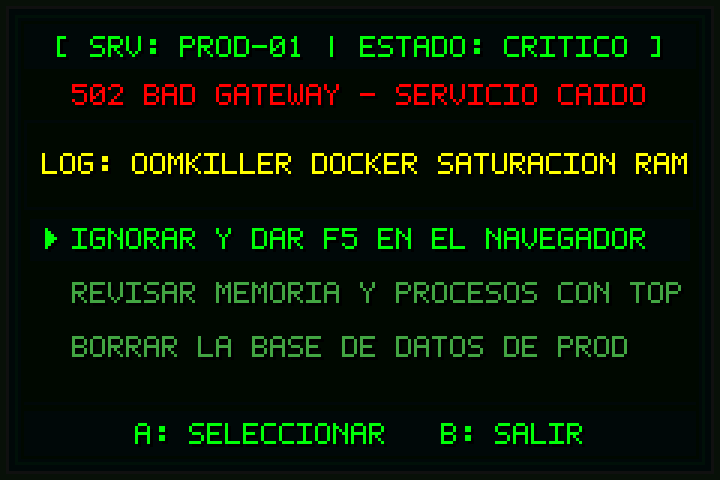 [ SRV: PROD-01 | ESTADO: CRITICO ]
502 BAD GATEWAY - SERVICIO CAIDO
LOG: OOMKILLER DOCKER SATURACION RAM
IGNORAR Y DAR F5 EN EL NAVEGADOR
REVISAR MEMORIA Y PROCESOS CON TOP
BORRAR LA BASE DE DATOS DE PROD
A: SELECCIONAR B: SALIR